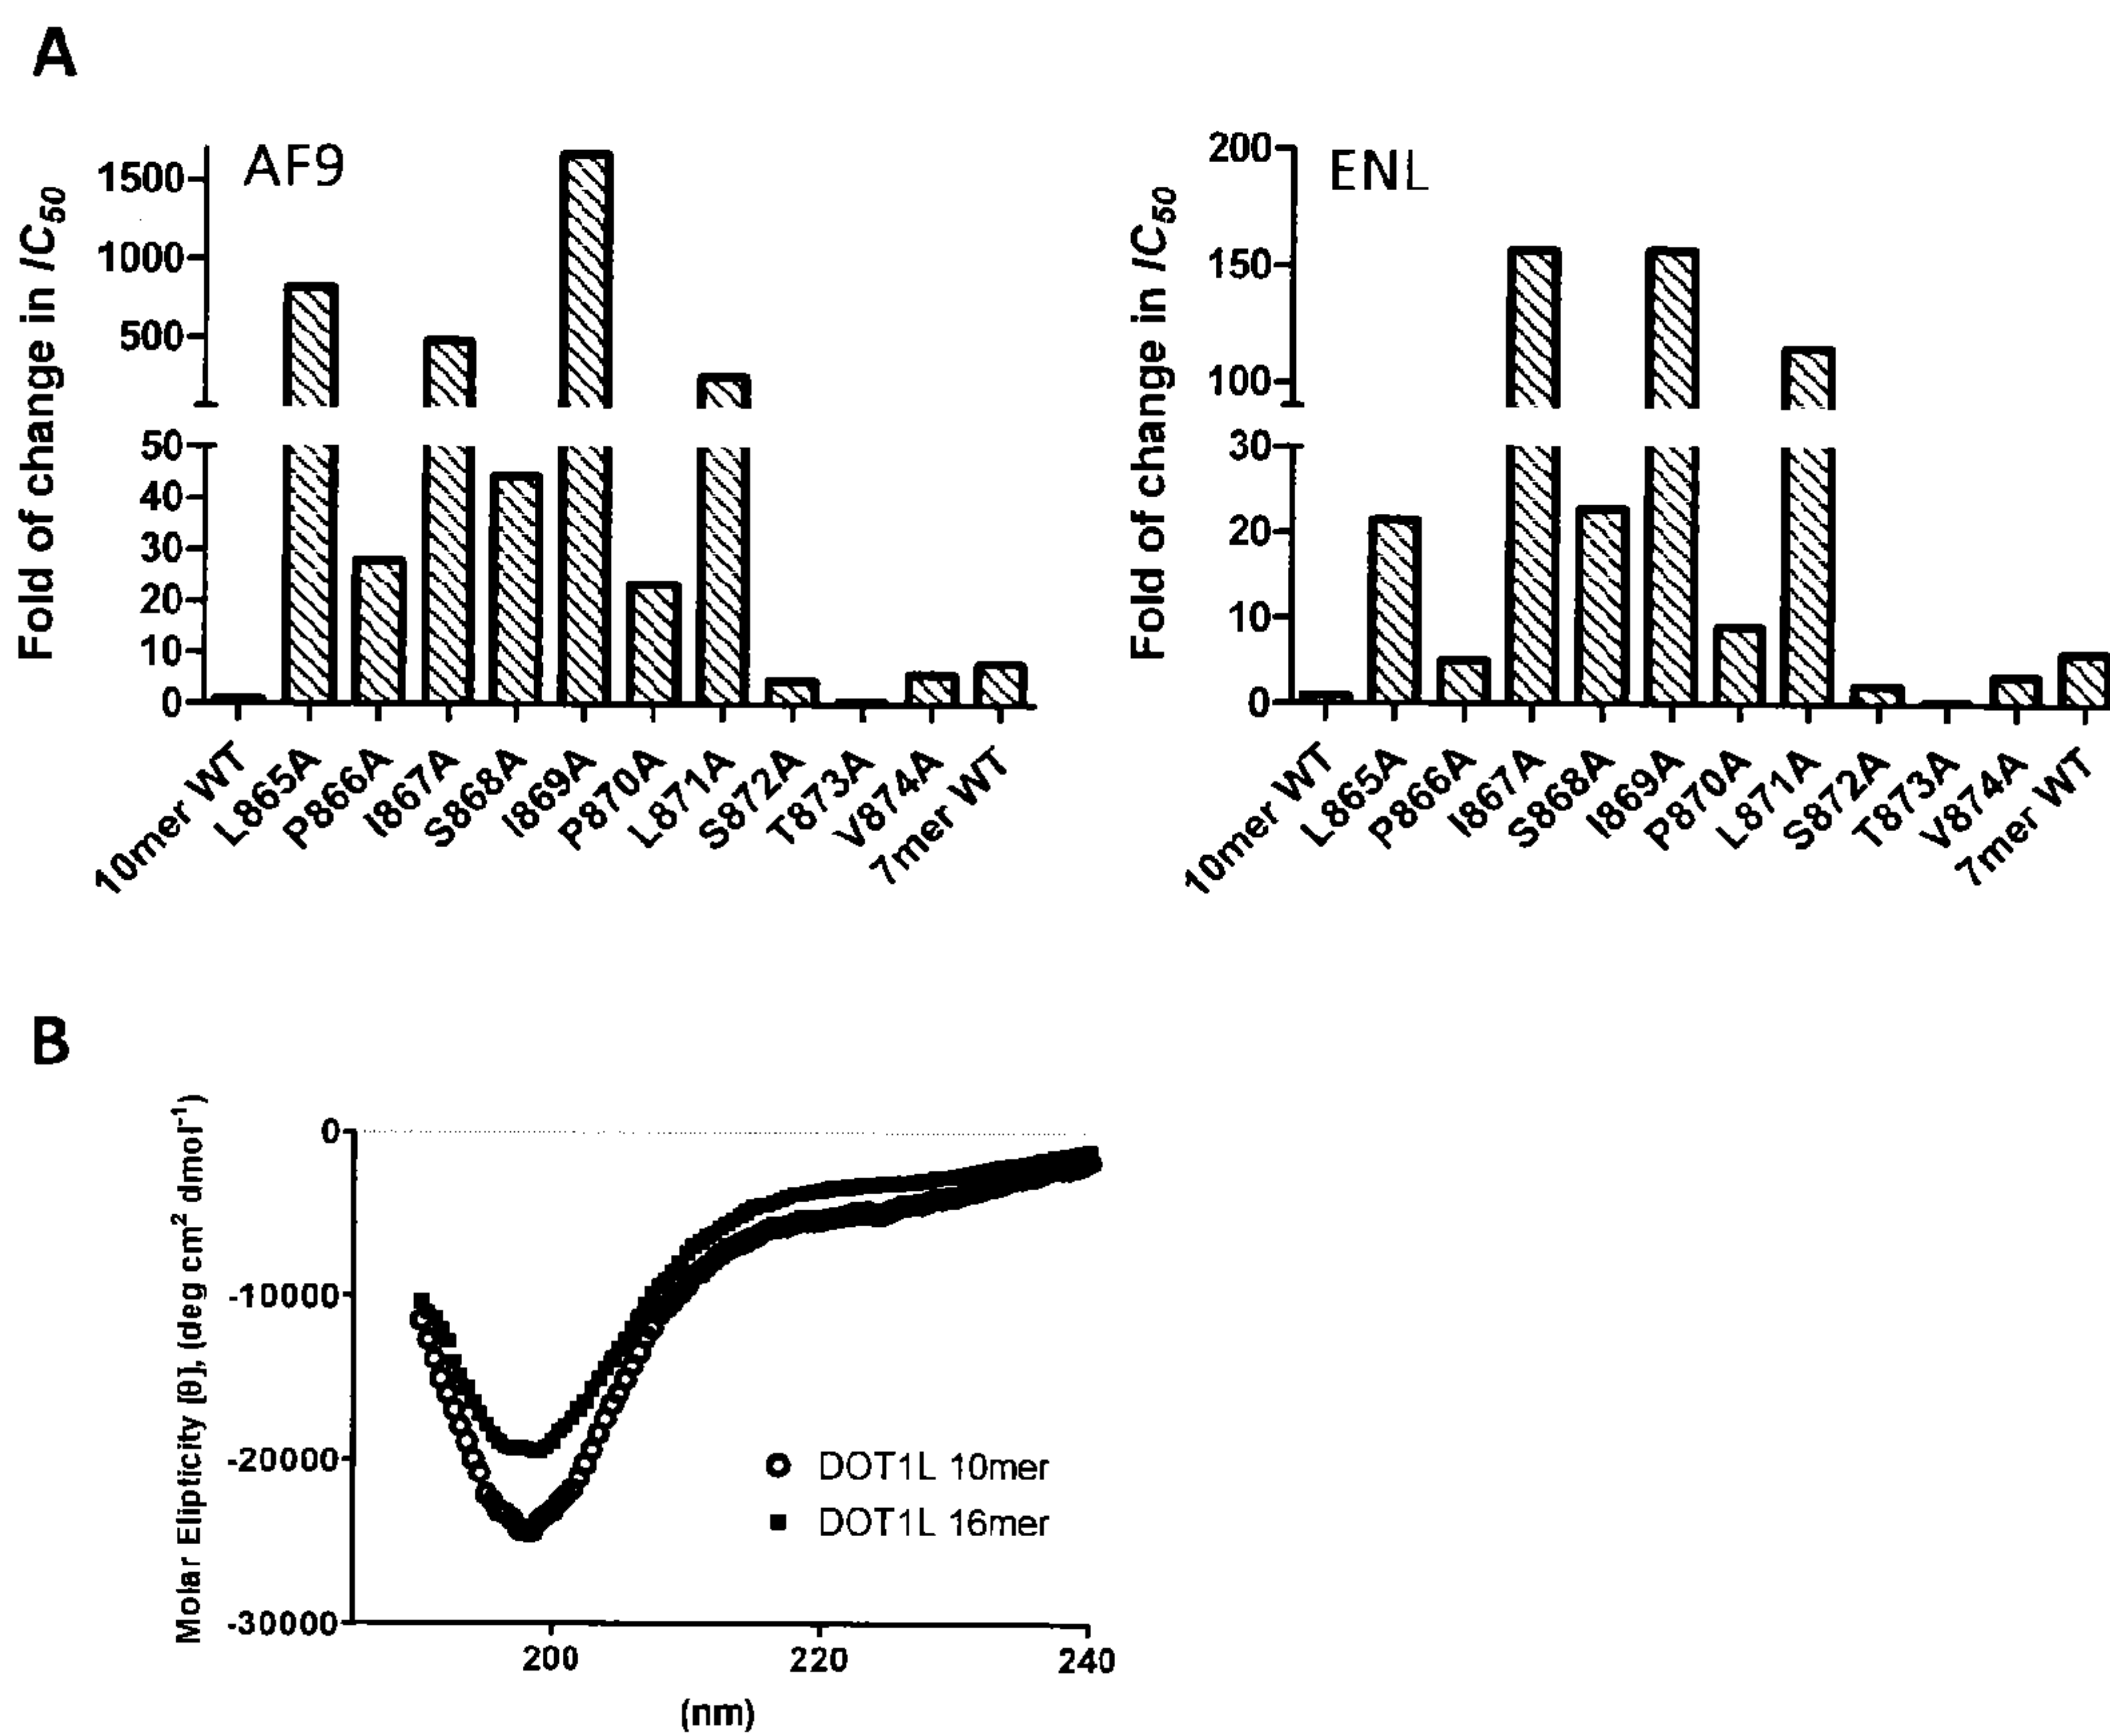 A
AF9
Fold of change in IC50
1500
1000
500
50
40
30
20
10
0
10mer WT
L865A
P866A
I867A
S868A
I869A
P870A
L871A
S872A
T873A
V874A
7mer WT
ENL
Fold of change in IC50
200
150
100
30
20
10
0
10mer WT
L865A
P866A
I867A
S868A
I869A
P870A
L871A
S872A
T873A
V874A
7mer WT
B
Molar Elipticity [θ], (deg cm² dmol⁻¹)
0
-10000
-20000
-30000
DOT1L 10mer
DOT1L 16mer
200
220
240
(nm)